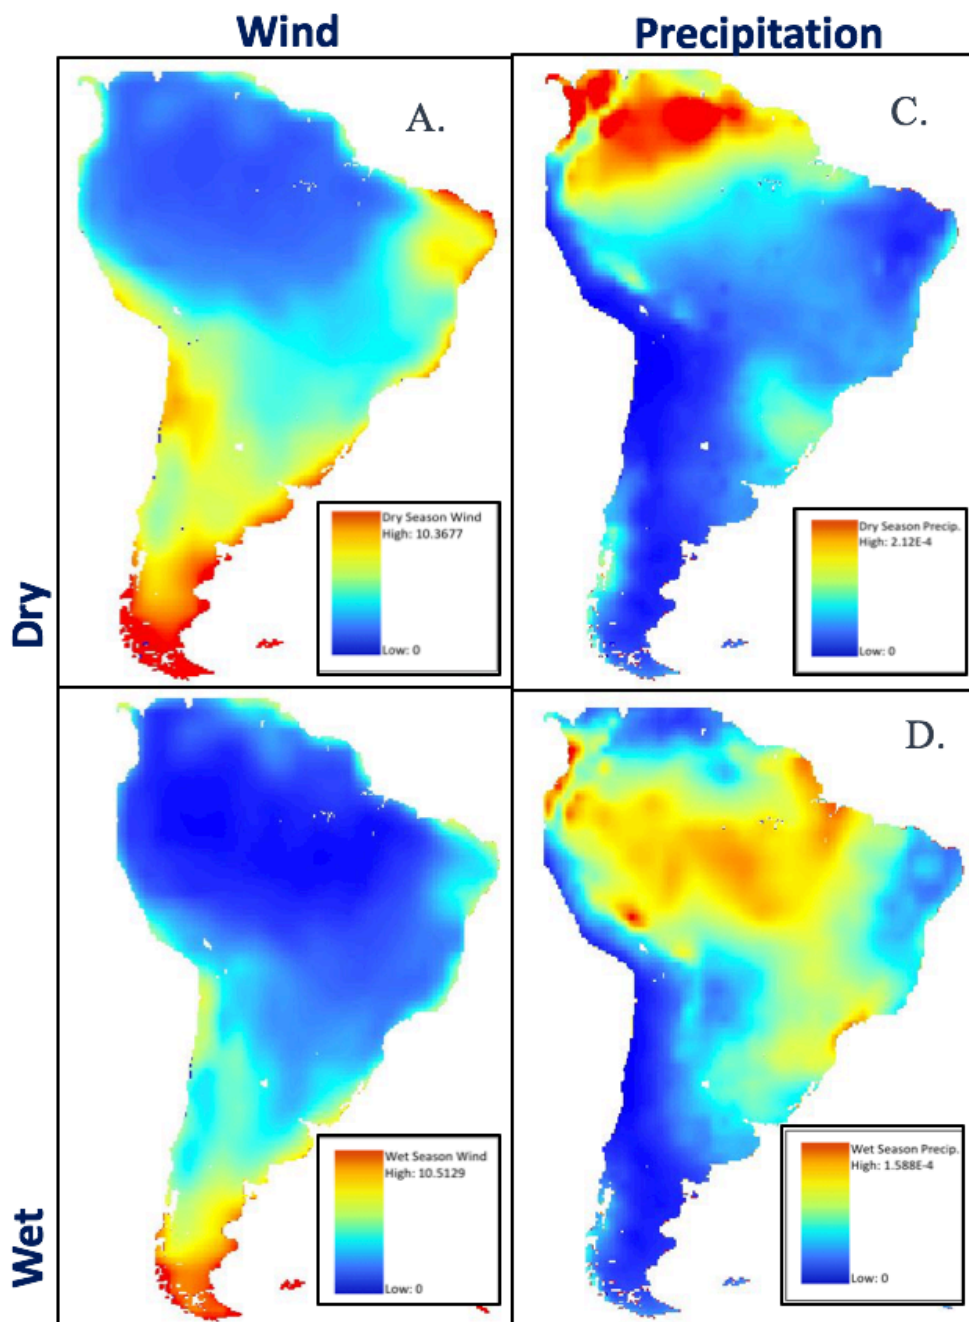 Wind
Precipitation
A.
C.
Dry Season Wind
High: 10.3677
Low: 0
Dry Season Precip.
High: 2.12E-4
Low: 0
Dry
D.
Wet Season Wind
High: 10.5129
Low: 0
Wet Season Precip.
High: 1.588E-4
Low: 0
Wet